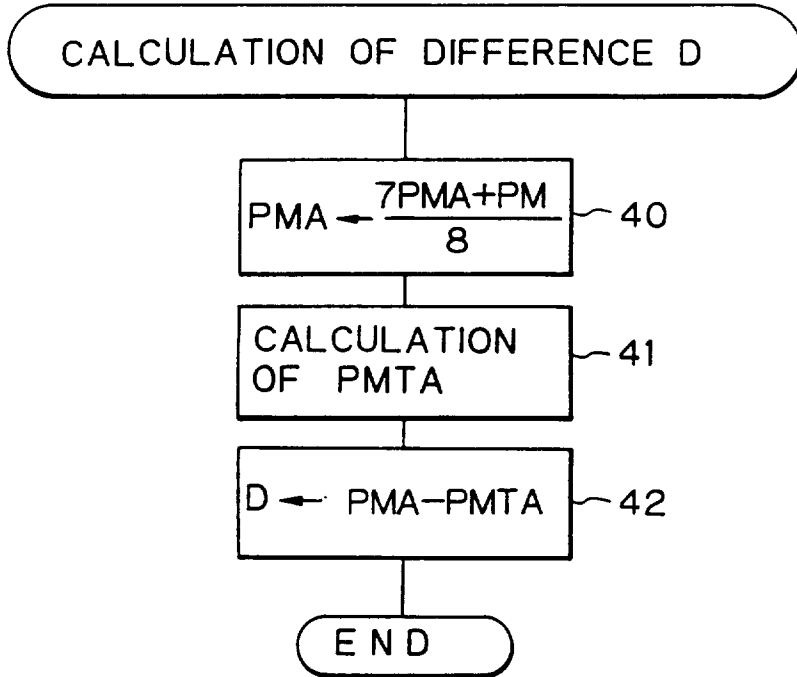 CALCULATION OF DIFFERENCE D
PMA ← 7PMA+PM
8
40
CALCULATION
OF PMTA
41
D ← PMA-PMTA
42
END